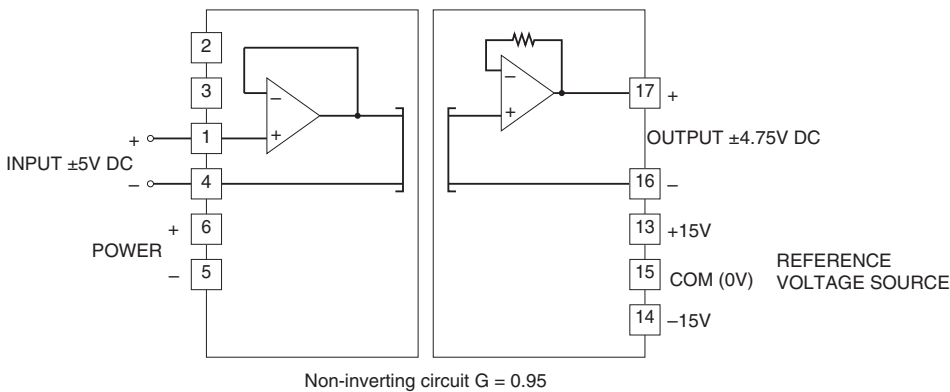 2
3
1
4
6
5
+
–
INPUT ±5V DC
+
–
POWER
–
+
–
+
17
16
13
15
14
+
OUTPUT ±4.75V DC
–
+15V
COM (0V)
–15V
REFERENCE
VOLTAGE SOURCE
–
+
Non-inverting circuit G = 0.95